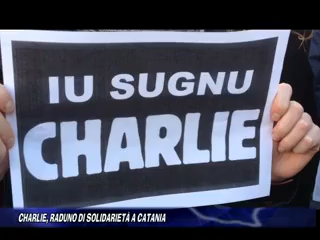 IU SUGNU
CHARLIE
CHARLIE, RADUNO DI SOLIDARIETÀ A CATANIA